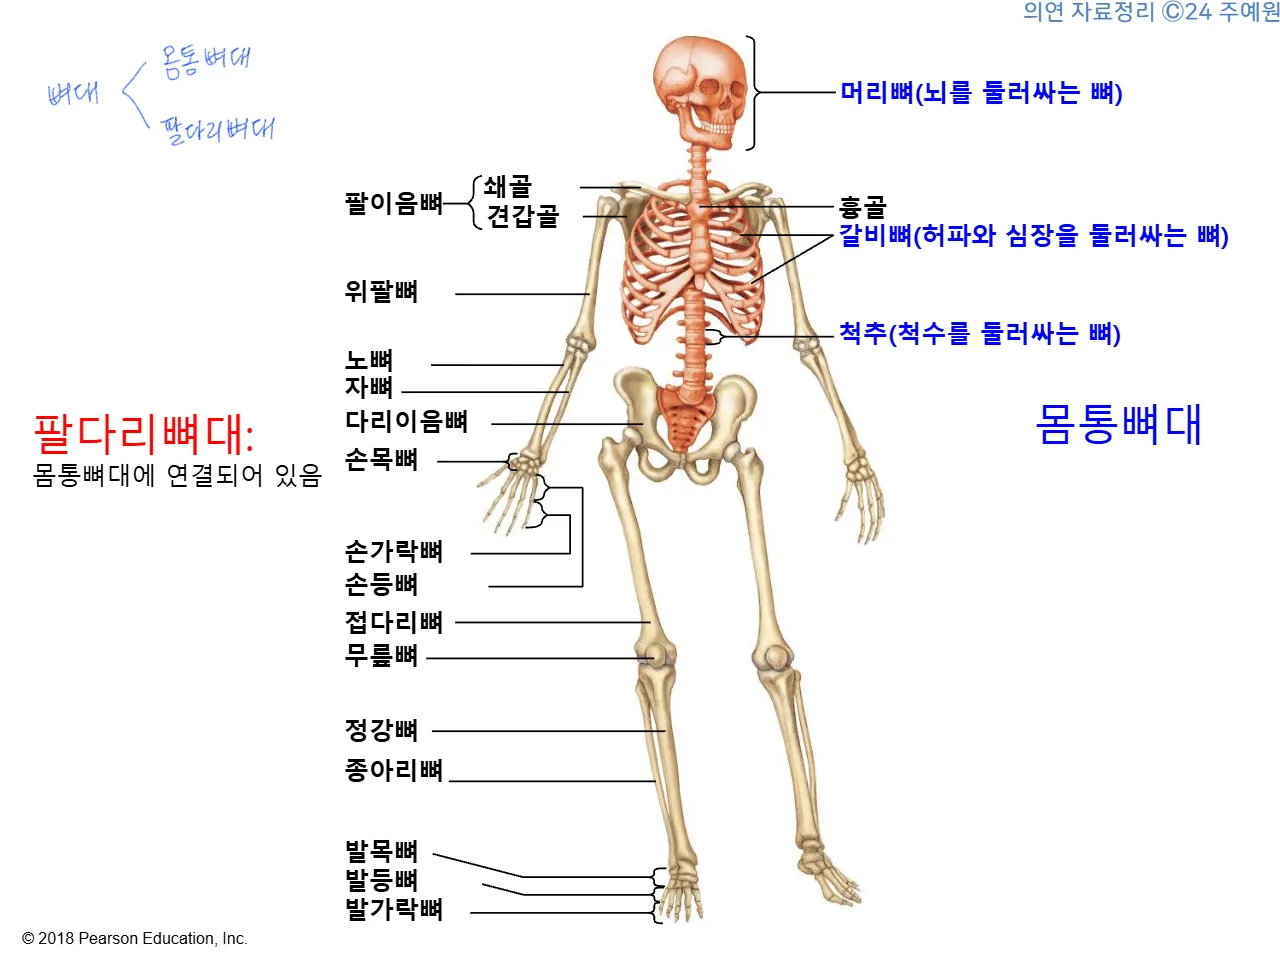 의연 자료정리 ©24 주예원
몸통뼈대
뼈대
팔다리뼈대
머리뼈(뇌를 둘러싸는 뼈)
팔이음뼈
쇄골
견갑골
흉골
갈비뼈(허파와 심장을 둘러싸는 뼈)
위팔뼈
척추(척수를 둘러싸는 뼈)
노뼈
자뼈
다리이음뼈
팔다리뼈대:
몸통뼈대에 연결되어 있음
몸통뼈대
손목뼈
손가락뼈
손등뼈
접다리뼈
무릎뼈
정강뼈
종아리뼈
발목뼈
발등뼈
발가락뼈
© 2018 Pearson Education, Inc.